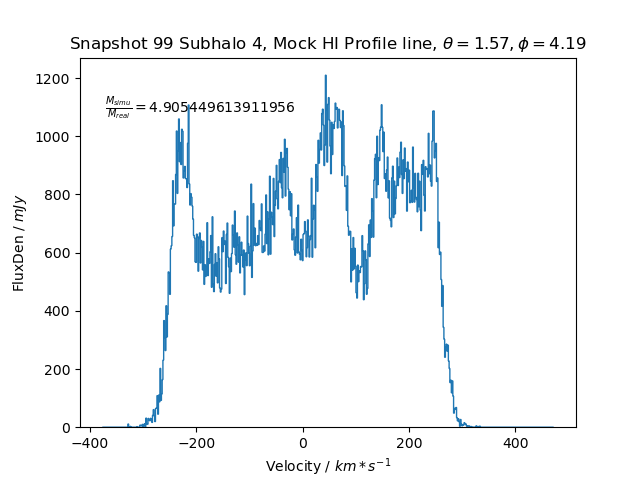 Snapshot 99 Subhalo 4, Mock HI Profile line, θ = 1.57, ϕ = 4.19
M_simu/M_real = 4.905449613911956
FluxDen / mJy
1200
1000
800
600
400
200
0
−400 −200 0 200 400
Velocity / km * s^{−1}